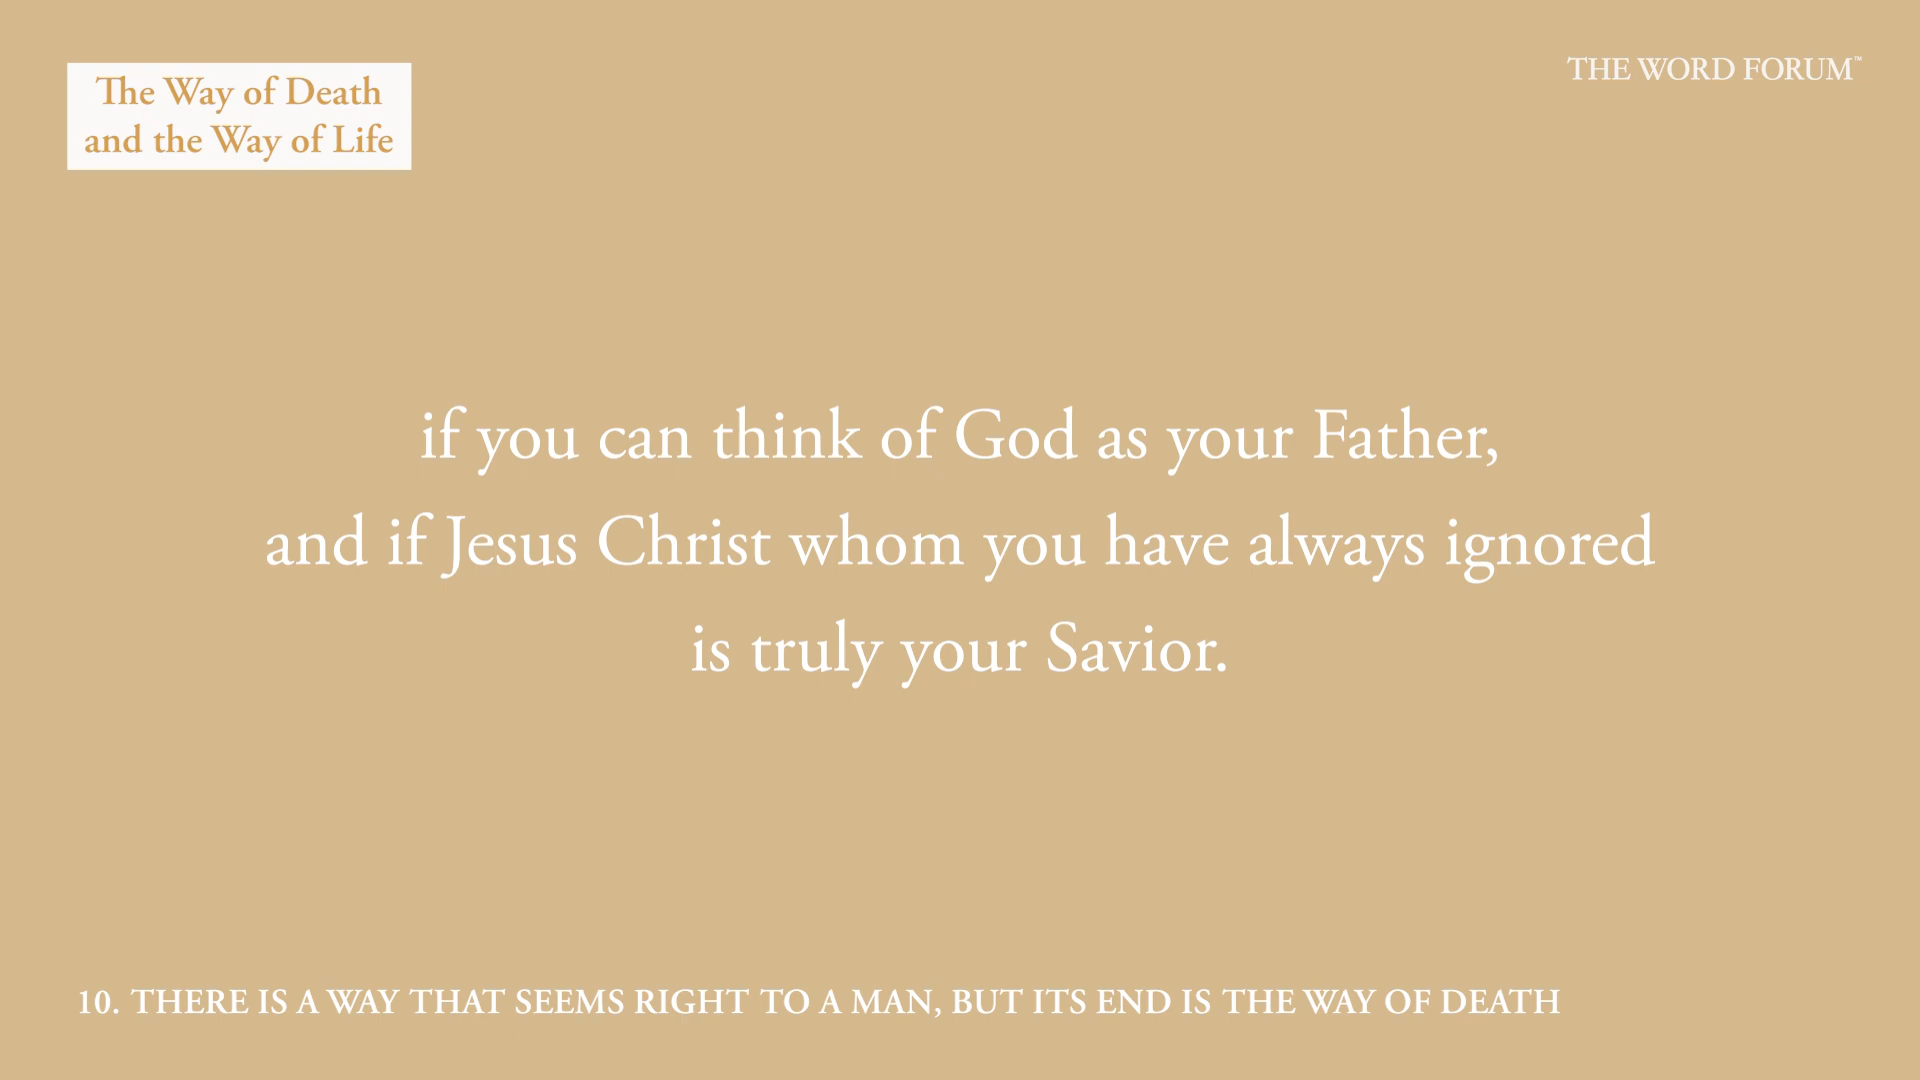 The Way of Death
and the Way of Life
THE WORD FORUM™
if you can think of God as your Father,
and if Jesus Christ whom you have always ignored
is truly your Savior.
10. THERE IS A WAY THAT SEEMS RIGHT TO A MAN, BUT ITS END IS THE WAY OF DEATH